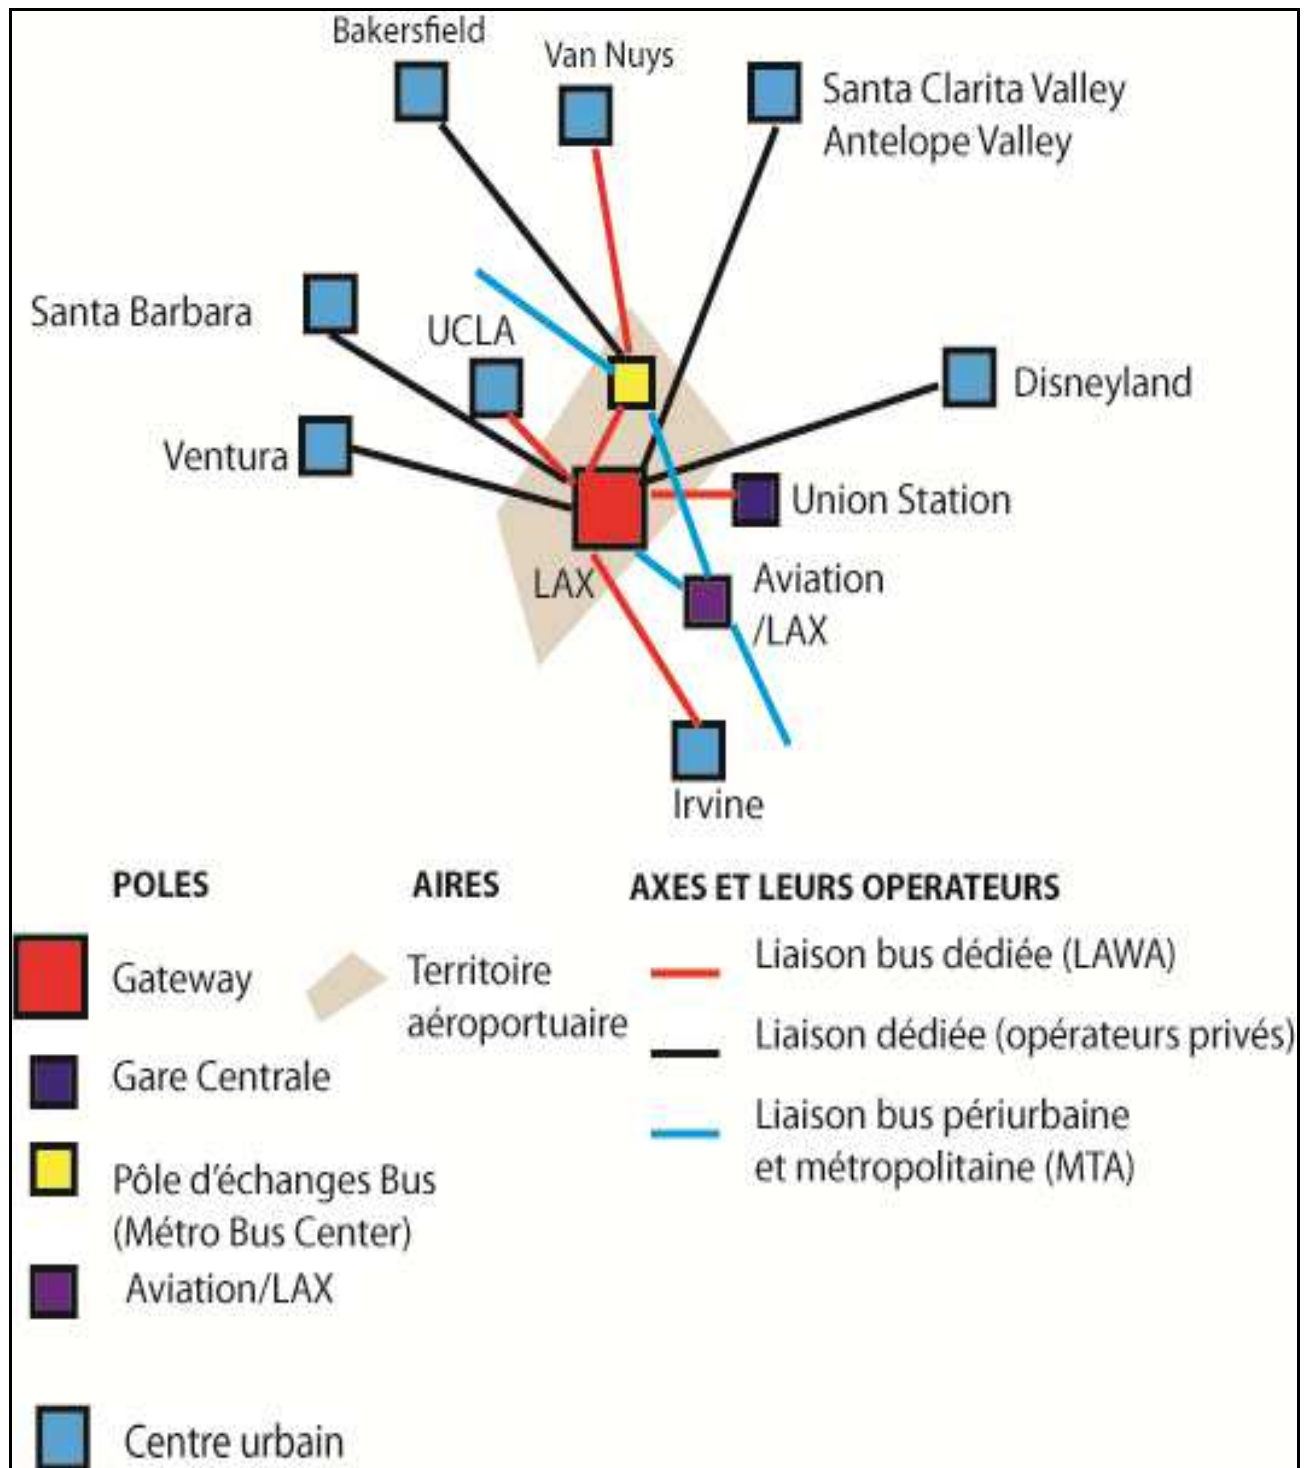 Bakersfield
Van Nuys
Santa Clarita Valley
Antelope Valley
Santa Barbara
UCLA
Disneyland
Ventura
Union Station
LAX
Aviation
/LAX
Irvine
POLES
AIRES
AXES ET LEURS OPERATEURS
Gateway
Gare Centrale
Pôle d'échanges Bus
(Métro Bus Center)
Aviation/LAX
Centre urbain
Territoire
aéroportuaire
Liaison bus dédiée (LAWA)
Liaison dédiée (opérateurs privés)
Liaison bus périurbaine
et métropolitaine (MTA)